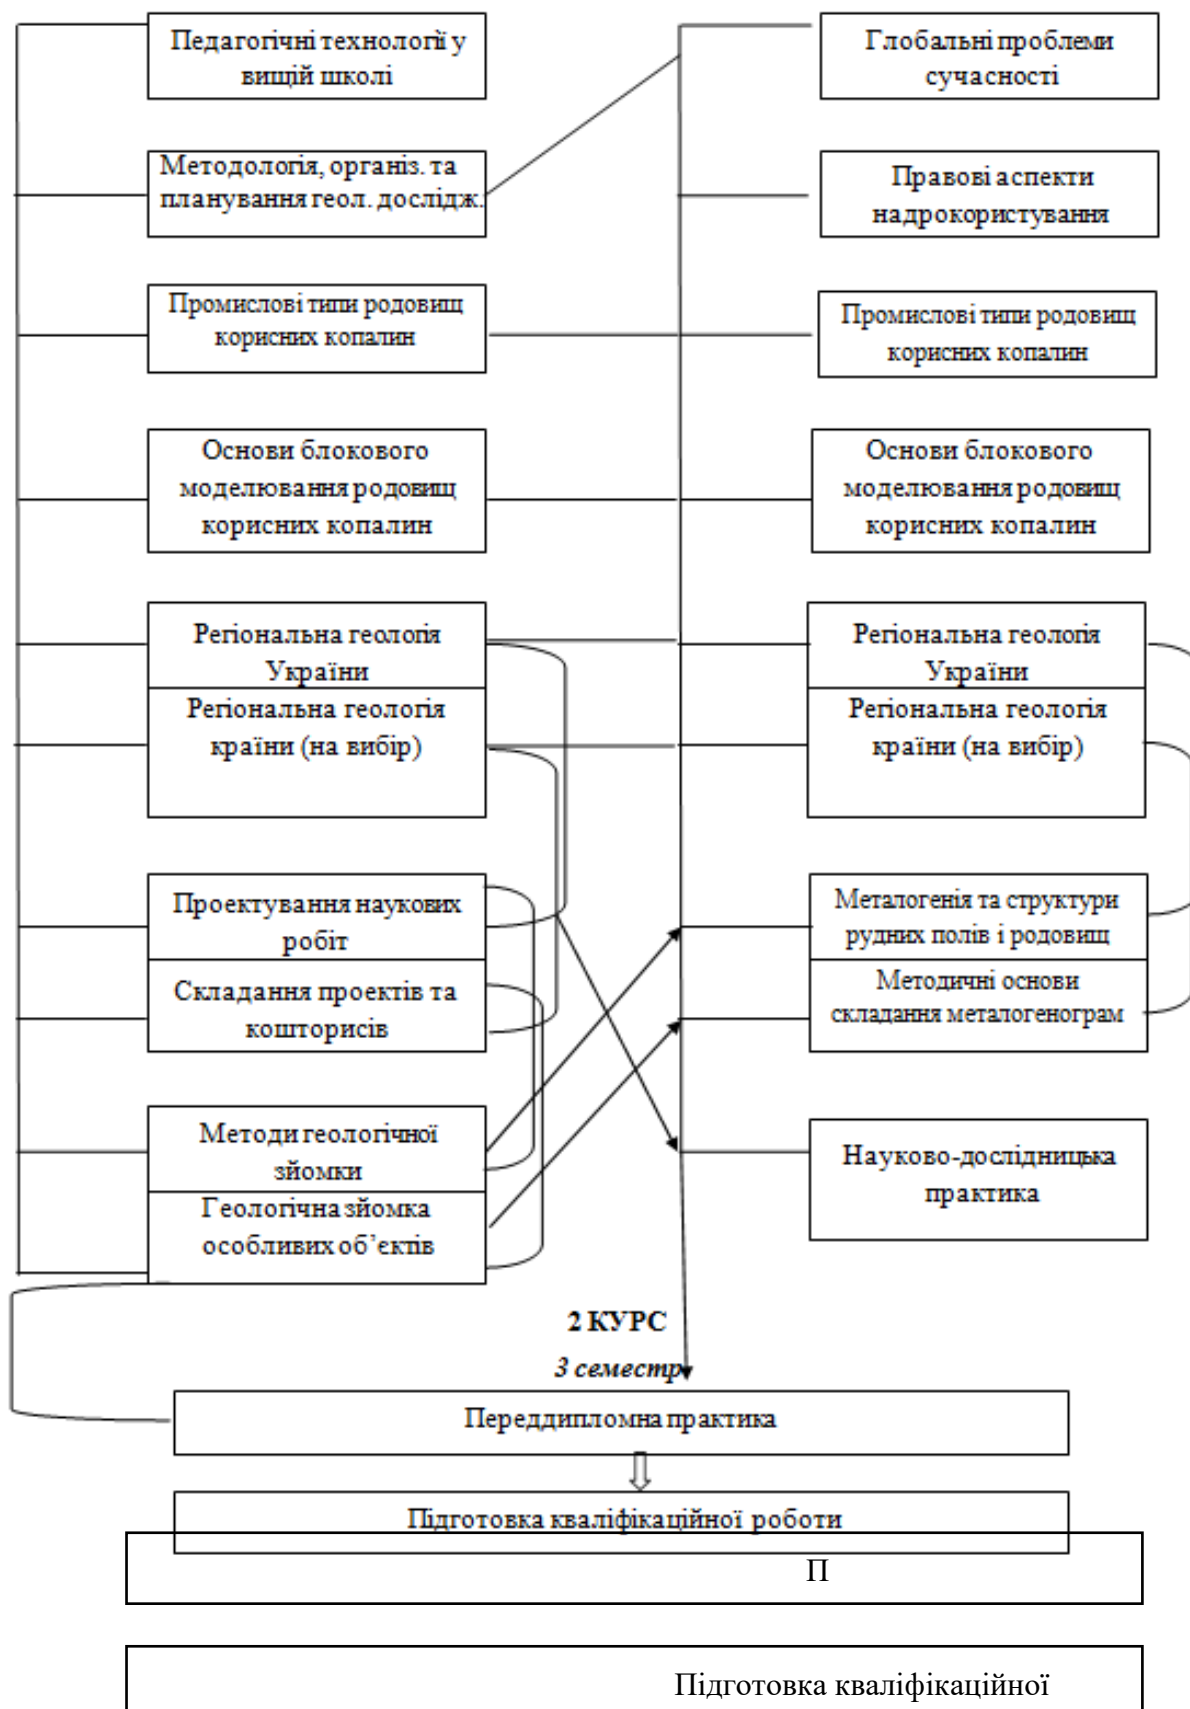 Педагогічні технології у
вищій школі
Методологія, організ. та
планування геол. дослідж.
Промислові типи родовищ
корисних копалин
Основи блокового
моделювання родовищ
корисних копалин
Регіональна геологія
України
Регіональна геологія
країни (на вибір)
Проектування наукових
робіт
Складання проектів та
кошторисів
Методи геологічної
зйомки
Геологічна зйомка
особливих об’єктів
Глобальні проблеми
сучасності
Правові аспекти
надрокористування
Промислові типи родовищ
корисних копалин
Основи блокового
моделювання родовищ
корисних копалин
Регіональна геологія
України
Регіональна геологія
країни (на вибір)
Металогенія та структури
рудних полів і родовищ
Методичні основи
складання металогенограм
Науково-дослідницька
практика
2 КУРС
3 семестр
Переддипломна практика
Підготовка кваліфікаційної роботи
П
Підготовка кваліфікаційної